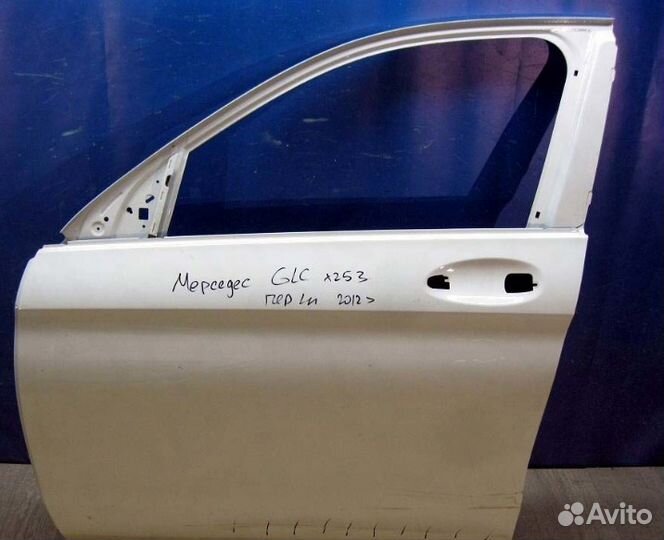 Мерседес GLC x253
пер лн 2012>
Avito